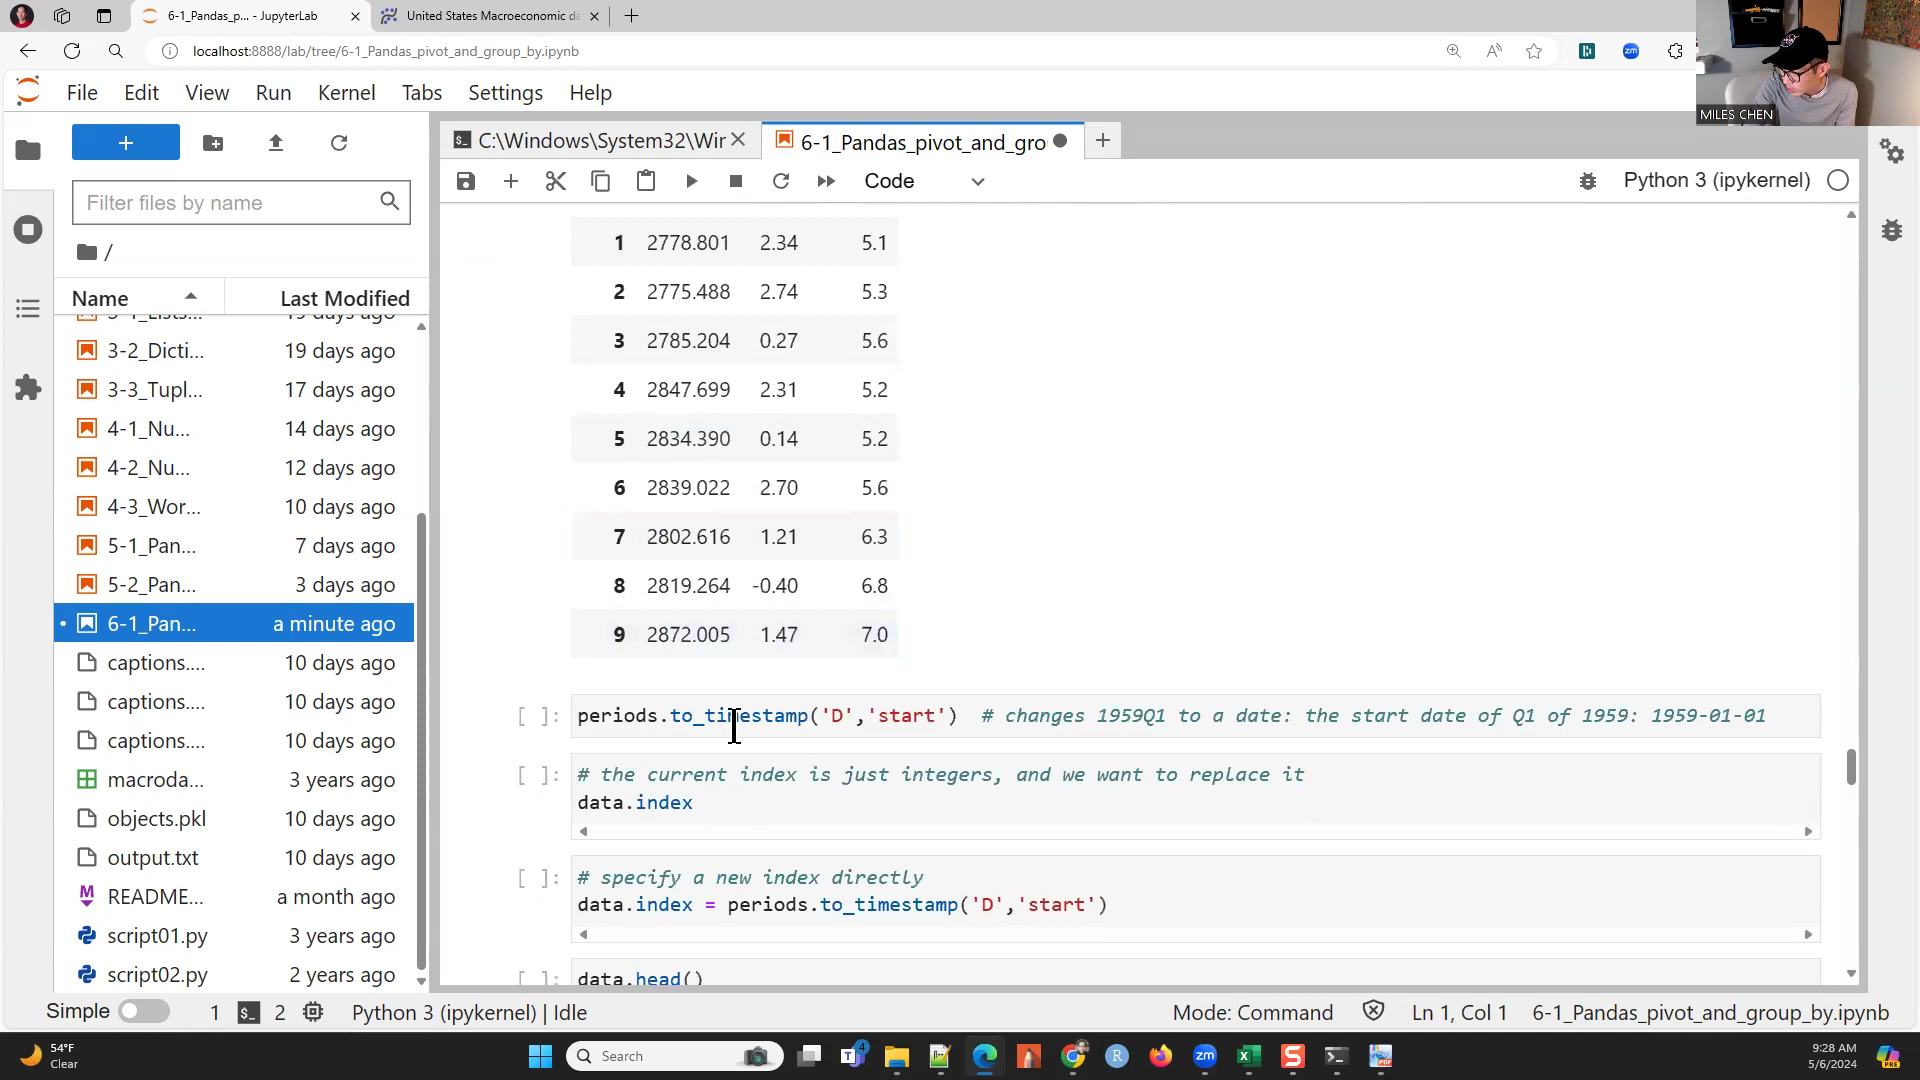 6-1_Pandas_p... - JupyterLab
United States Macroeconomic da
localhost:8888/lab/tree/6-1_Pandas_pivot_and_group_by.ipynb
MILES CHEN
File Edit View Run Kernel Tabs Settings Help
C:\Windows\System32\Wir
6-1_Pandas_pivot_and_gro
Filter files by name
Code
Python 3 (ipykernel)
/
Name Last Modified
3-1_Lists... 19 days ago
3-2_Dicti... 19 days ago
3-3_Tupl... 17 days ago
4-1_Nu... 14 days ago
4-2_Nu... 12 days ago
4-3_Wor... 10 days ago
5-1_Pan... 7 days ago
5-2_Pan... 3 days ago
6-1_Pan... a minute ago
captions.... 10 days ago
captions.... 10 days ago
captions.... 10 days ago
macroda... 3 years ago
objects.pkl 10 days ago
output.txt 10 days ago
README... a month ago
script01.py 3 years ago
script02.py 2 years ago
1 2778.801 2.34 5.1
2 2775.488 2.74 5.3
3 2785.204 0.27 5.6
4 2847.699 2.31 5.2
5 2834.390 0.14 5.2
6 2839.022 2.70 5.6
7 2802.616 1.21 6.3
8 2819.264 -0.40 6.8
9 2872.005 1.47 7.0
[ ]: periods.to_timestamp('D','start')  # changes 1959Q1 to a date: the start date of Q1 of 1959: 1959-01-01
[ ]: # the current index is just integers, and we want to replace it
data.index
[ ]: # specify a new index directly
data.index = periods.to_timestamp('D','start')
[ ]: data.head()
Simple 1 2 Python 3 (ipykernel) | Idle
Mode: Command Ln 1, Col 1 6-1_Pandas_pivot_and_group_by.ipynb
54°F
Clear
Search
9:28 AM
5/6/2024